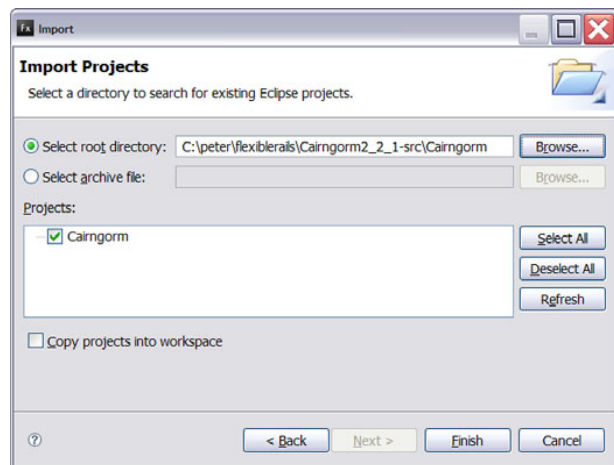 Fx Import
Import Projects
Select a directory to search for existing Eclipse projects.
Select root directory: C:\peter\flexiblerails\Cairngorm2_2_1-src\Cairngorm Browse...
Select archive file: Browse...
Projects:
Cairngorm
Select All
Deselect All
Refresh
Copy projects into workspace
? < Back Next > Finish Cancel